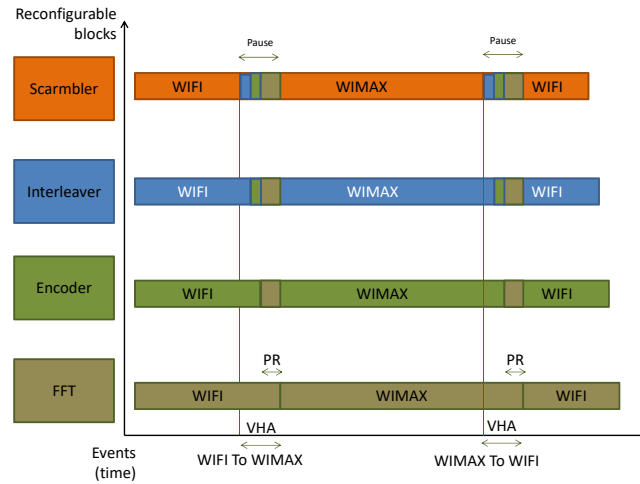 Reconfigurable
blocks
Pause
Pause
Scarmbler
WIFI
WIMAX
WIFI
Interleaver
WIFI
WIMAX
WIFI
Encoder
WIFI
WIMAX
WIFI
PR
PR
FFT
WIFI
WIMAX
WIFI
VHA
VHA
Events
(time)
WIFI To WIMAX
WIMAX To WIFI